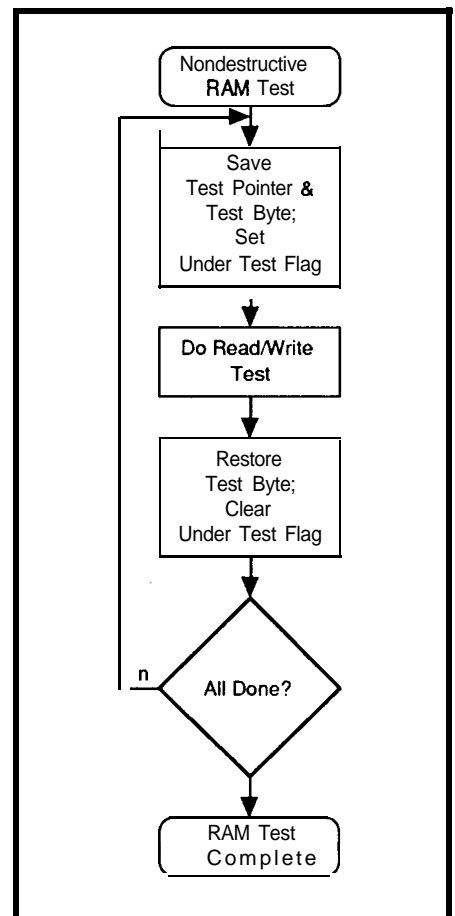 Nondestructive
RAM Test
Save
Test Pointer &
Test Byte;
Set
Under Test Flag
Do Read/Write
Test
Restore
Test Byte;
Clear
Under Test Flag
All Done?
n
RAM Test
Complete